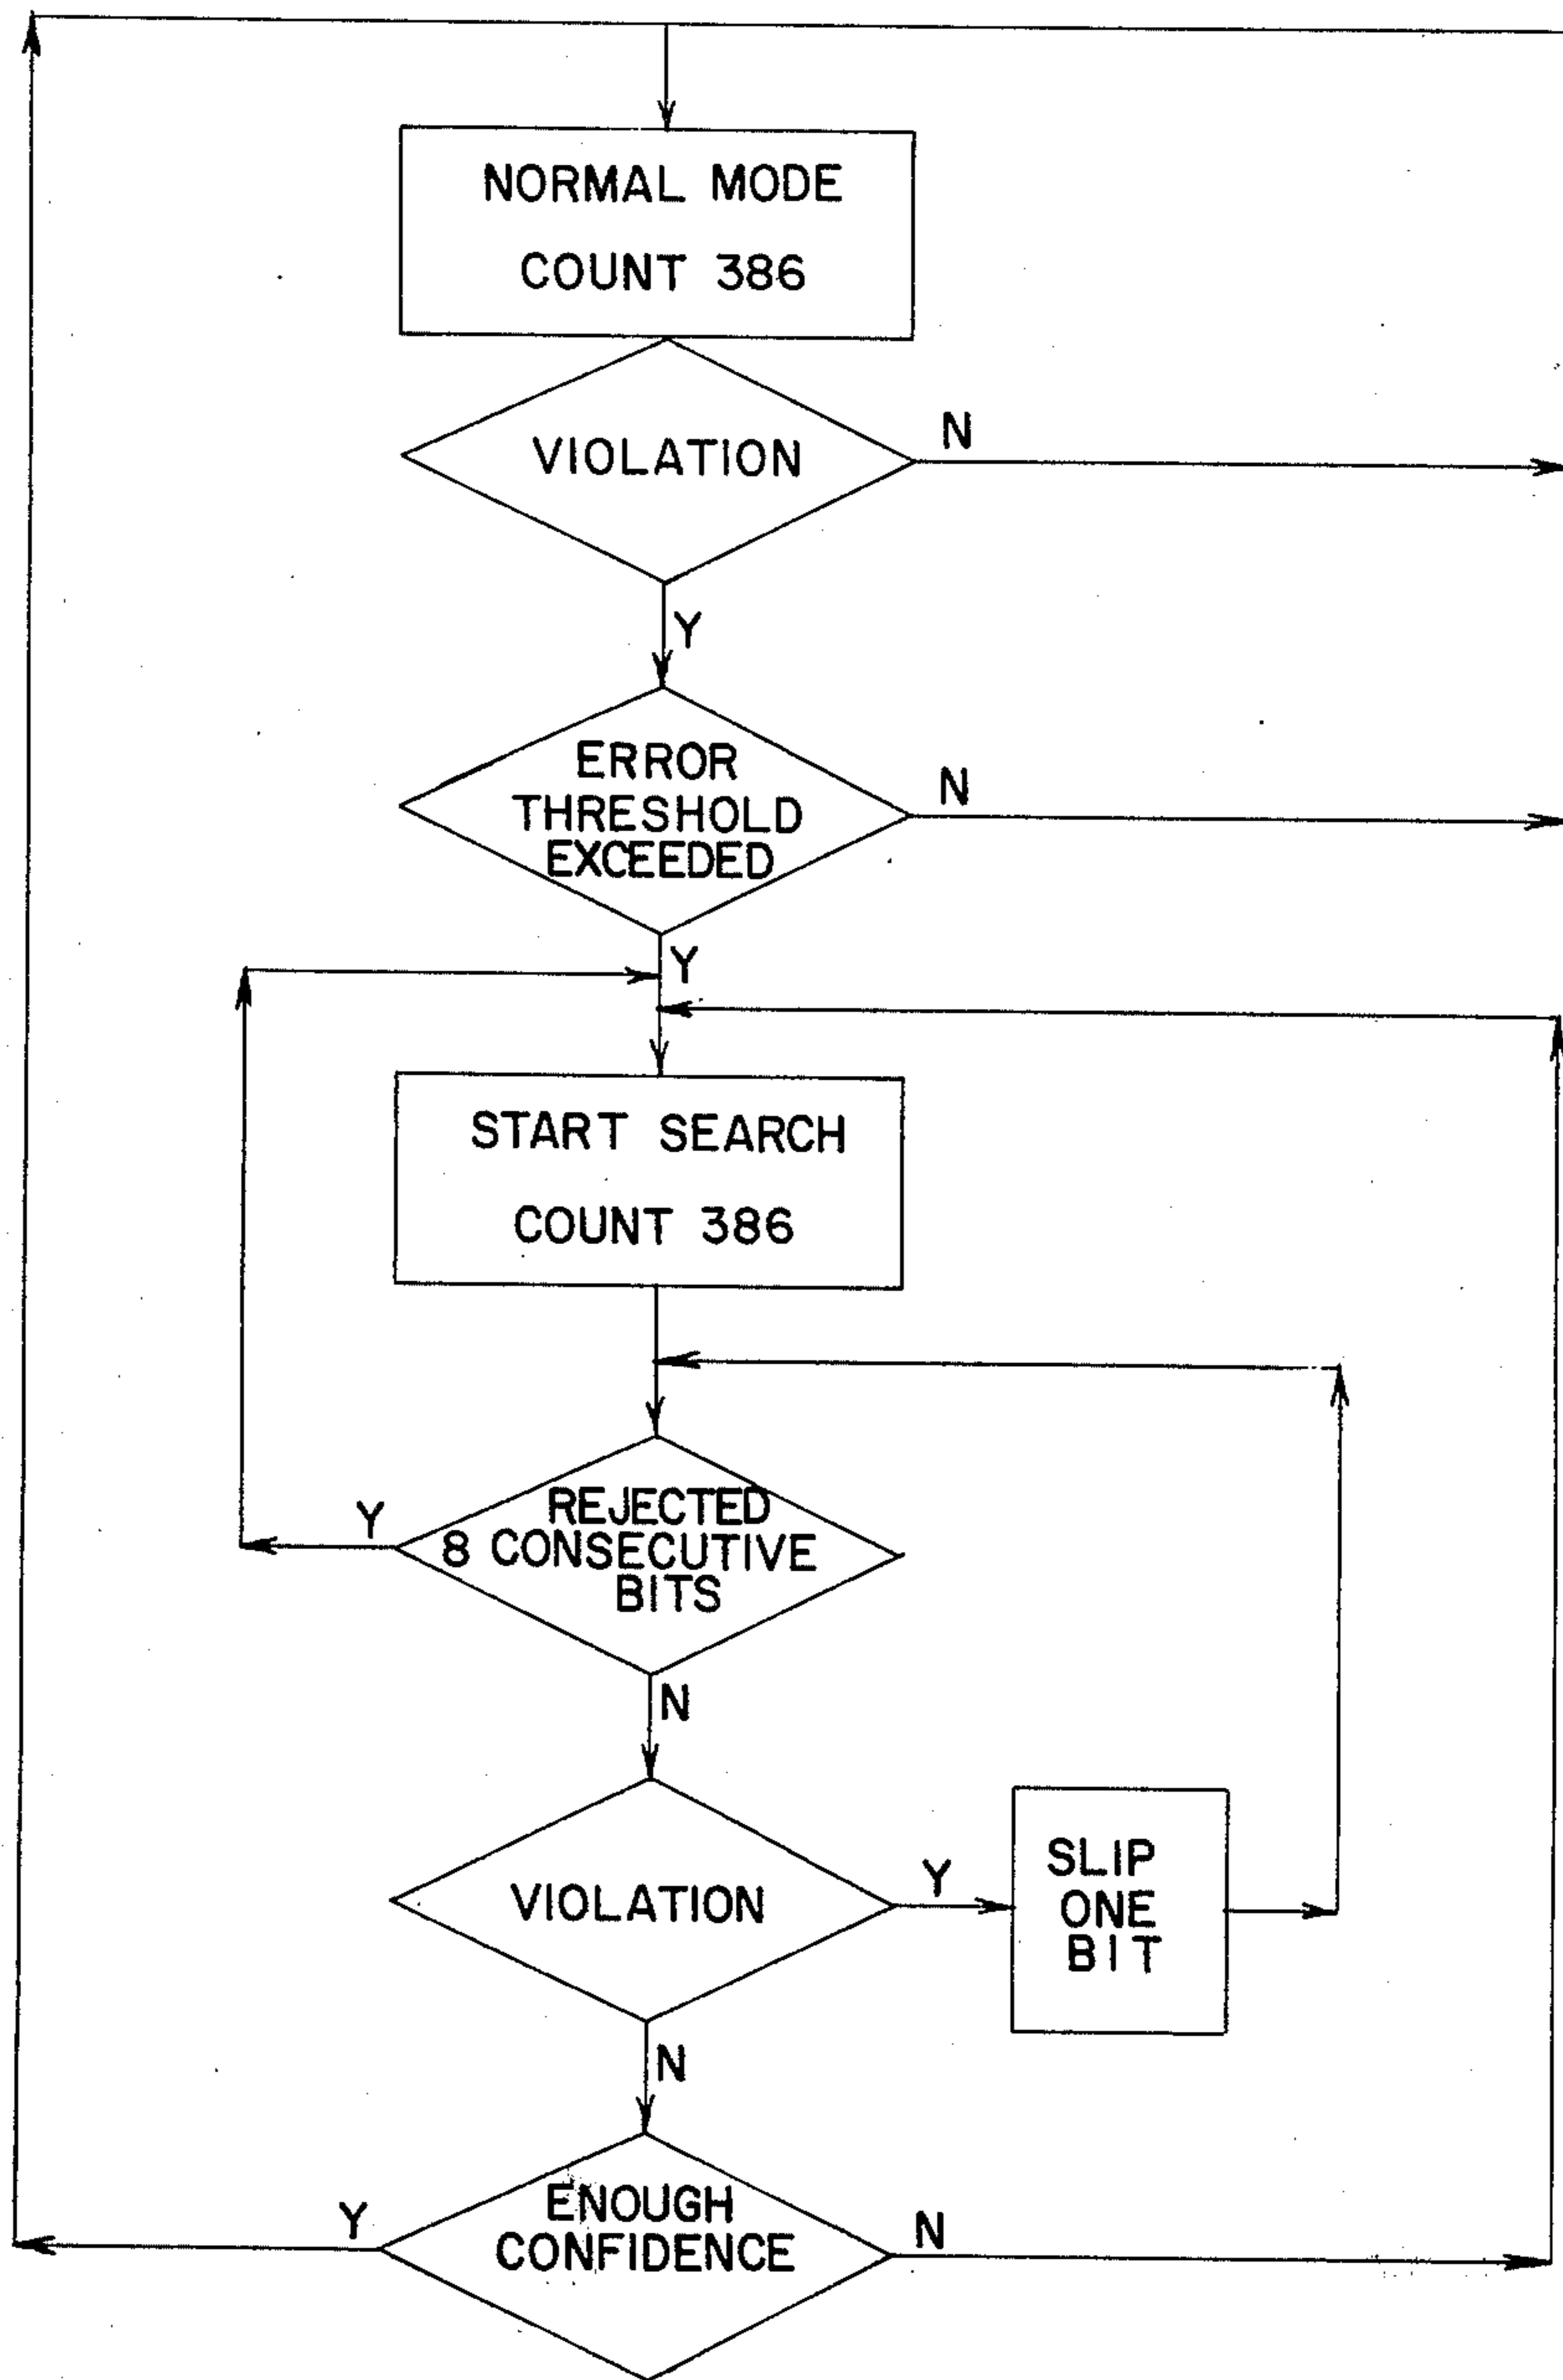 NORMAL MODE
COUNT 386
VIOLATION
N
Y
ERROR
THRESHOLD
EXCEEDED
N
Y
START SEARCH
COUNT 386
Y
REJECTED
8 CONSECUTIVE
BITS
N
VIOLATION
Y
SLIP
ONE
BIT
N
Y
ENOUGH
CONFIDENCE
N